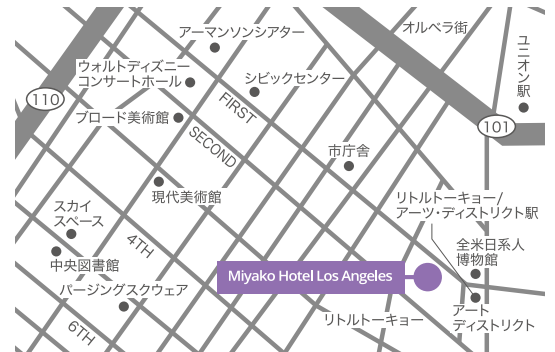 アーマンソンシアター
オルベラ街
ユニオン駅
ウォルトディズニー
コンサートホール
シビックセンター
110
FIRST
101
ブロード美術館
SECOND
市庁舎
現代美術館
リトルトーキョー/
アーツ・ディストリクト駅
スカイ
スペース
4TH
全米日系人
博物館
中央図書館
Miyako Hotel Los Angeles
パージングスクウェア
リトルトーキョー
アート
ディストリクト
6TH